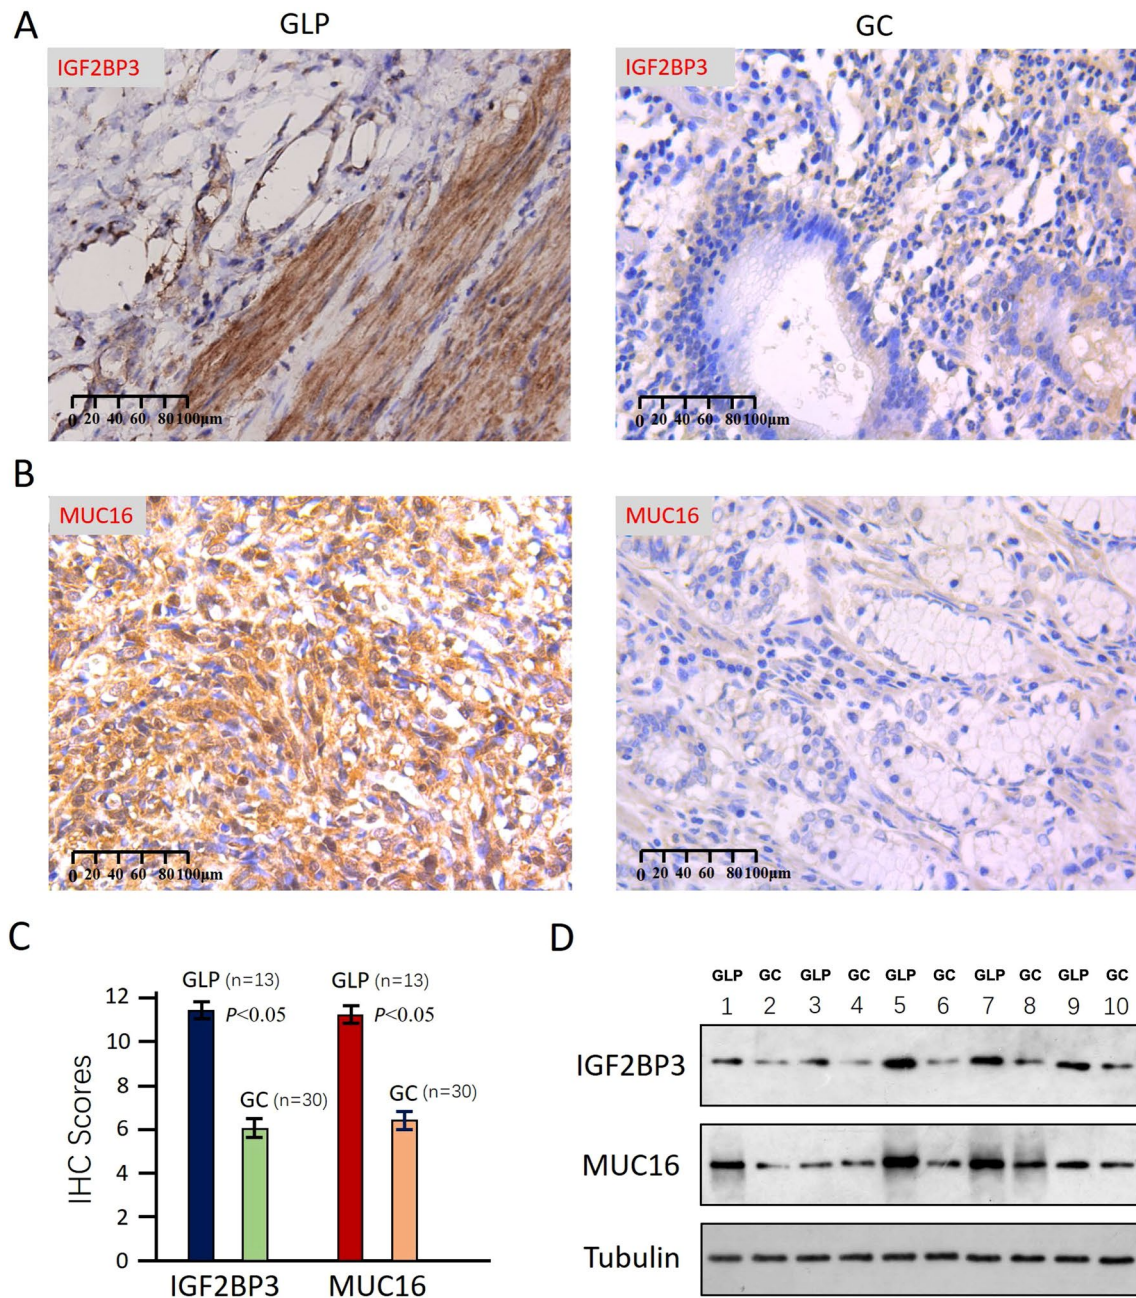 A
GLP
GC
IGF2BP3
IGF2BP3
0 20 40 60 80 100μm
0 20 40 60 80 100μm
B
MUC16
MUC16
0 20 40 60 80 100μm
0 20 40 60 80 100μm
C
GLP (n=13)
GLP (n=13)
P<0.05
P<0.05
GC (n=30)
GC (n=30)
IHC Scores
12
10
8
6
4
2
0
IGF2BP3
MUC16
D
GLP GC GLP GC GLP GC GLP GC GLP GC
1 2 3 4 5 6 7 8 9 10
IGF2BP3
MUC16
Tubulin